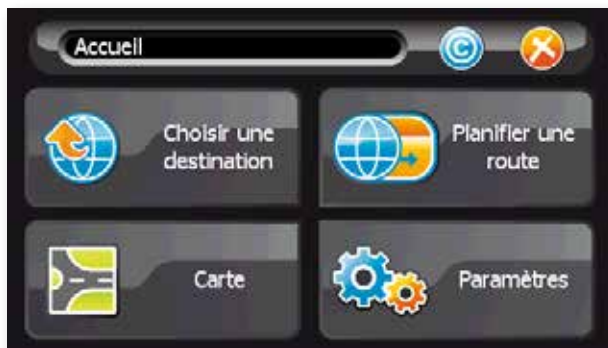 Accueil
©
Choisir une
destination
Planifier une
route
Carte
Paramètres